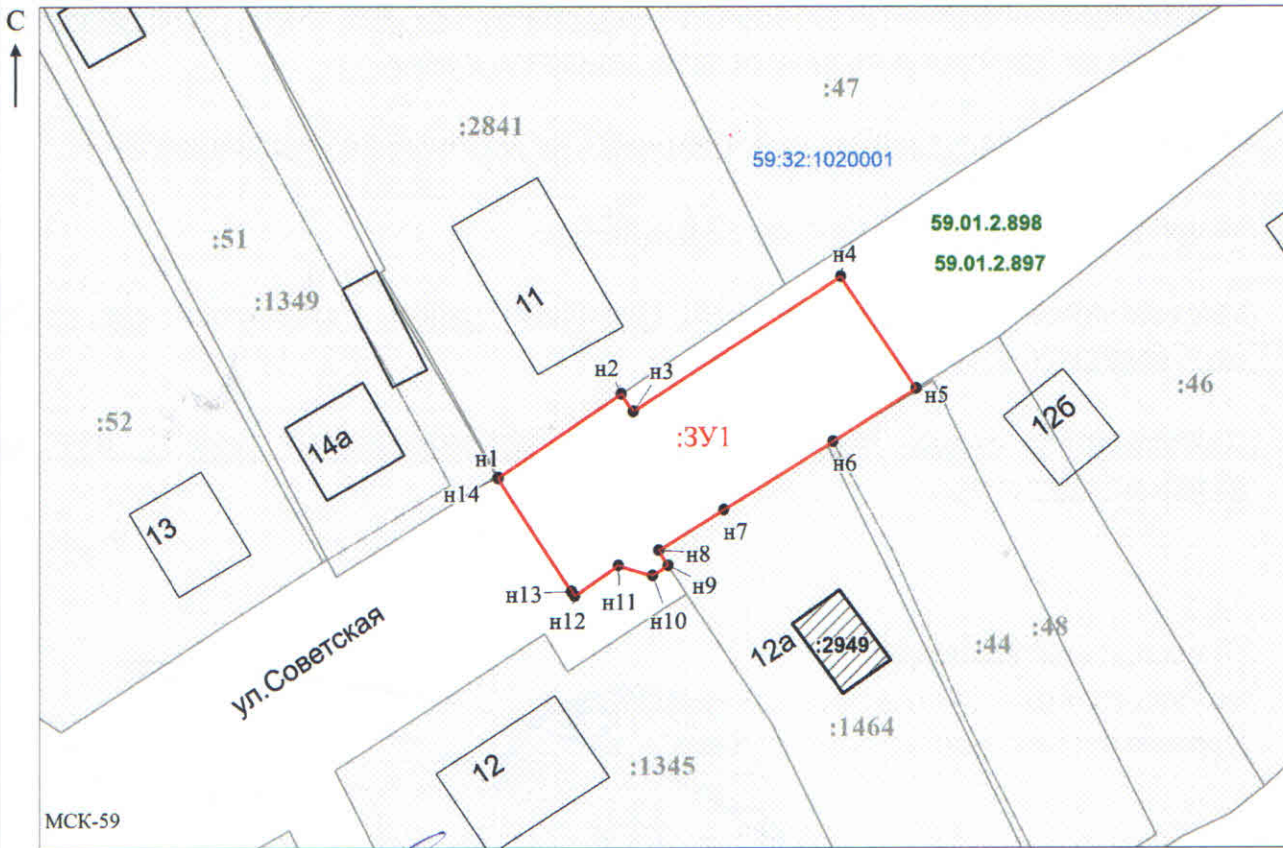 С
:47
:2841
59:32:1020001
59.01.2.898
:51
59.01.2.897
н4
:1349
11
н2
н3
:46
н5
12б
:52
:ЗУ1
14а
н6
н1
н14
13
н7
н8
н9
н13
н11
н12
н10
ул.Советская
12а
:2949
:44
:48
:1464
12
:1345
МСК-59